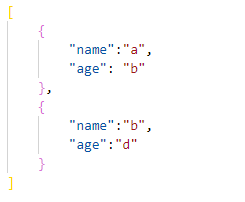 [
    {
        "name":"a",
        "age": "b"
    },
    {
        "name":"b",
        "age":"d"
    }
]